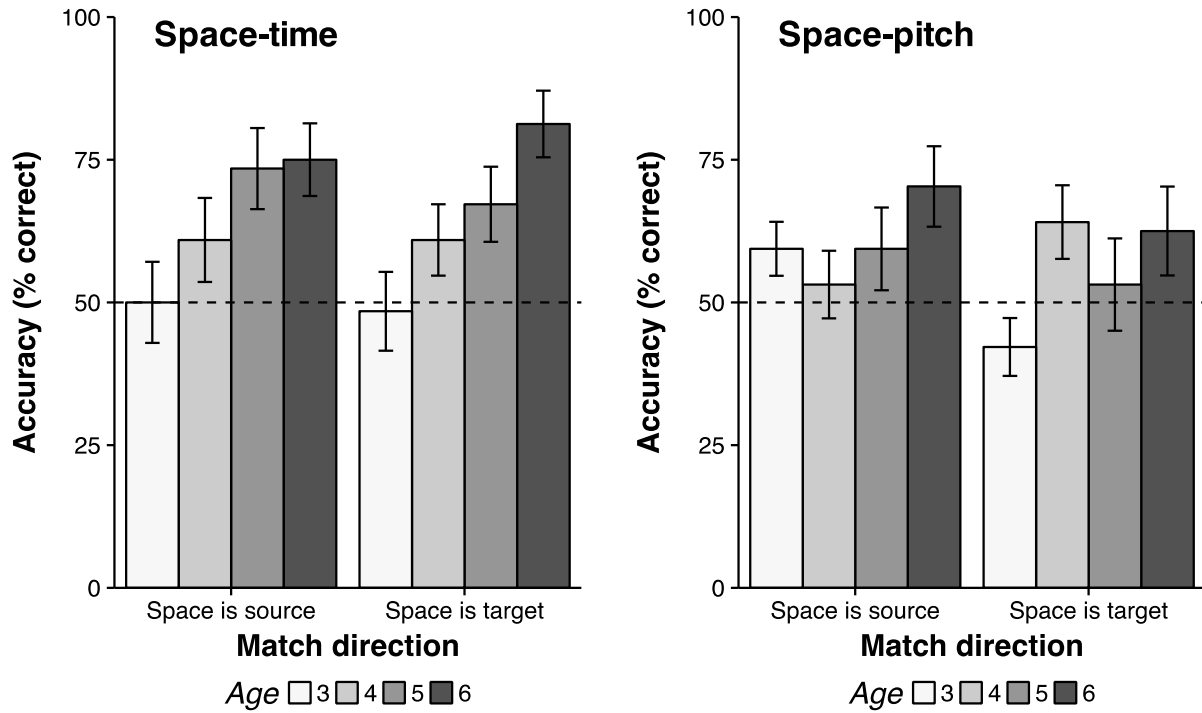 Space-time
Accuracy (% correct)
100
75
50
25
0
Space is source
Space is target
Match direction
Age 3 4 5 6
Space-pitch
Accuracy (% correct)
100
75
50
25
0
Space is source
Space is target
Match direction
Age 3 4 5 6